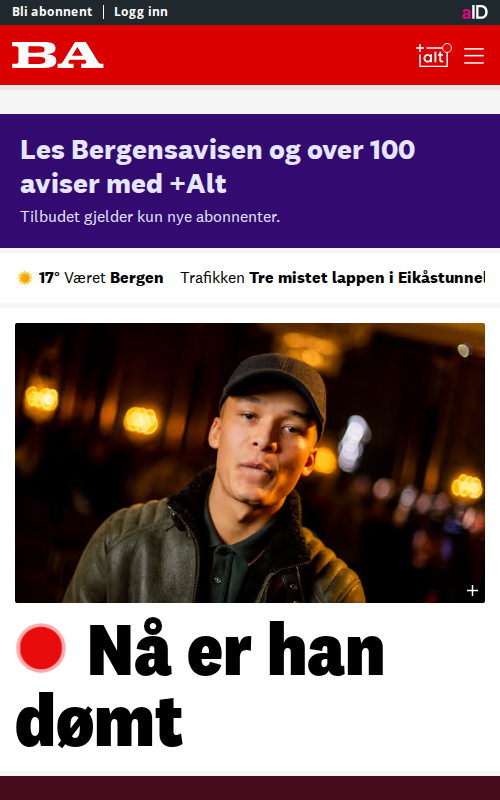 Bli abonnent | Logg inn
aID
BA
+alt
Les Bergensavisen og over 100
aviser med +Alt
Tilbudet gjelder kun nye abonnenter.
17° Været Bergen Trafikken Tre mistet lappen i Eikåstunnel
Nå er han
dømt